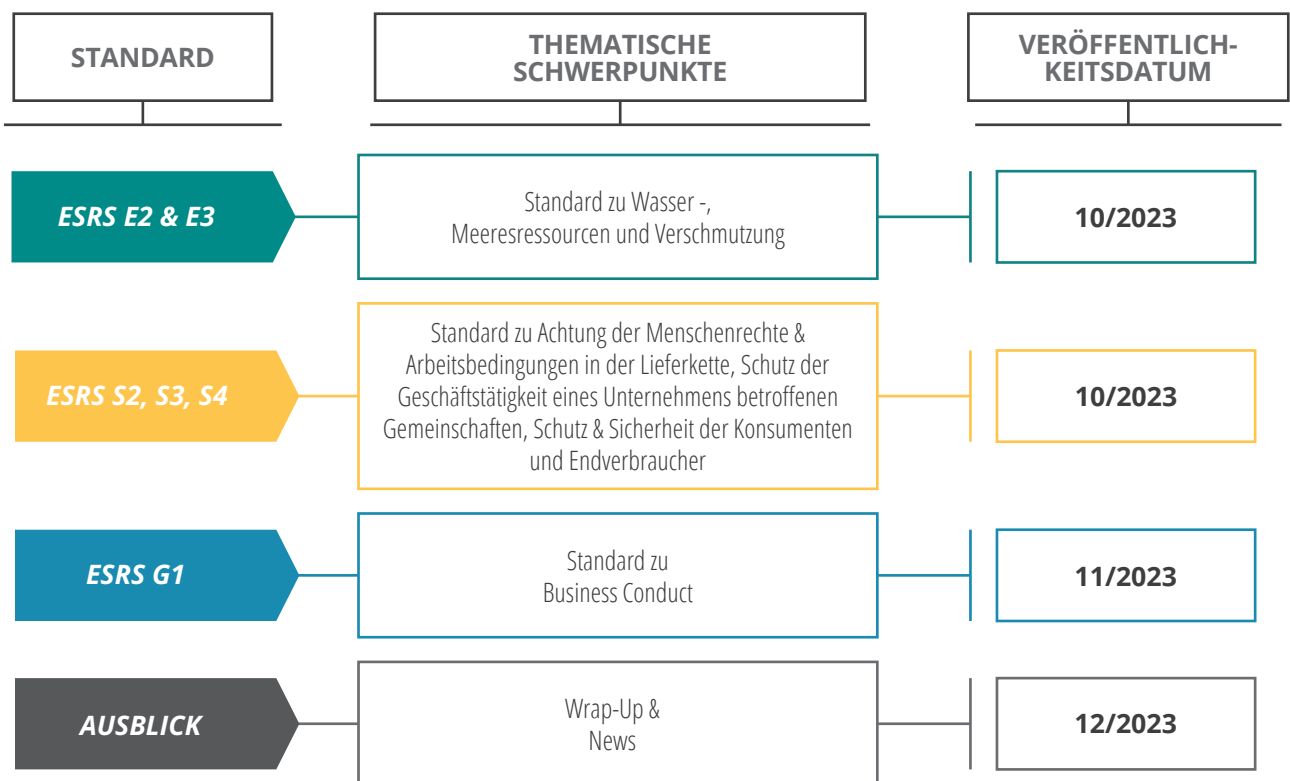 STANDARD
THEMATISCHE
SCHWERPUNKTE
VERÖFFENTLICH-
KEITSDATUM
ESRS E2 & E3
Standard zu Wasser -,
Meeresressourcen und Verschmutzung
10/2023
ESRS S2, S3, S4
Standard zu Achtung der Menschenrechte &
Arbeitsbedingungen in der Lieferkette, Schutz der
Geschäftstätigkeit eines Unternehmens betroffenen
Gemeinschaften, Schutz & Sicherheit der Konsumenten
und Endverbraucher
10/2023
ESRS G1
Standard zu
Business Conduct
11/2023
AUSBLICK
Wrap-Up &
News
12/2023